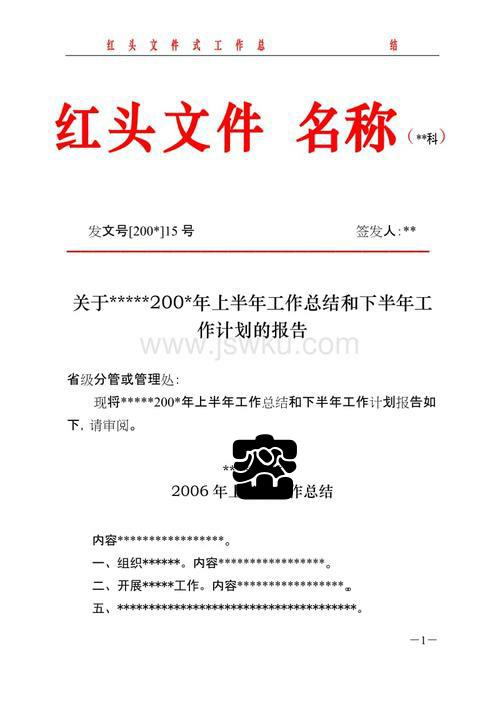 红头文件式工作总 结
红头文件 名称（**科）
发文号[200*]15 号 签发人:**
关于*****200*年上半年工作总结和下半年工
作计划的报告
www.jswku.com
省级分管或管理处:
现将*****200*年上半年工作总结和下半年工作计划报告如
下,请审阅。
2006 年上 作总结
内容*****************。
一、组织******。内容*****************。
二、开展*****工作。内容*****************。
五、**************************************。
－1－